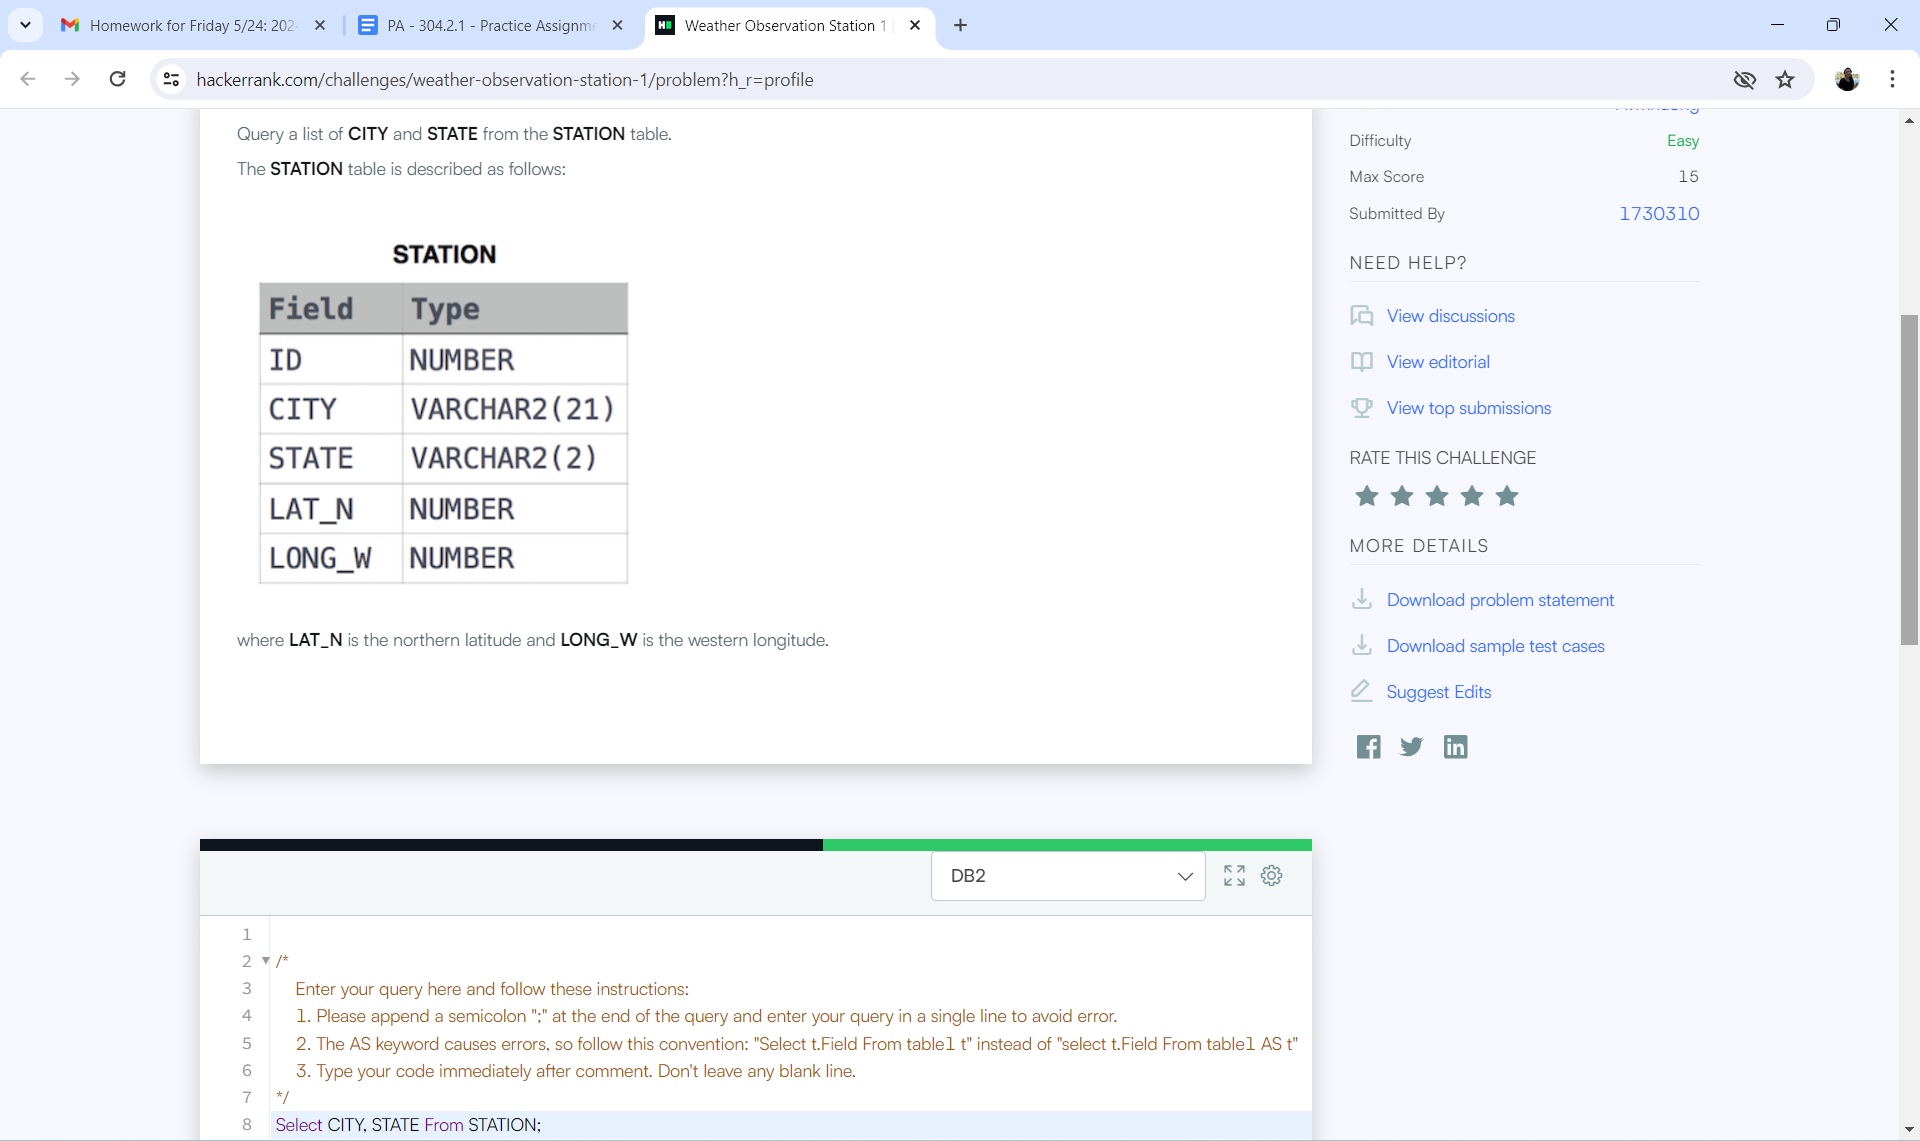 Homework for Friday 5/24: 202
PA - 304.2.1 - Practice Assignm
Weather Observation Station 1
hackerrank.com/challenges/weather-observation-station-1/problem?h_r=profile
Query a list of CITY and STATE from the STATION table.
The STATION table is described as follows:
STATION
Field Type
ID NUMBER
CITY VARCHAR2(21)
STATE VARCHAR2(2)
LAT_N NUMBER
LONG_W NUMBER
where LAT_N is the northern latitude and LONG_W is the western longitude.
Difficulty Easy
Max Score 15
Submitted By 1730310
NEED HELP?
View discussions
View editorial
View top submissions
RATE THIS CHALLENGE
MORE DETAILS
Download problem statement
Download sample test cases
Suggest Edits
DB2
1
2 /*
3 Enter your query here and follow these instructions:
4 1. Please append a semicolon ";" at the end of the query and enter your query in a single line to avoid error.
5 2. The AS keyword causes errors, so follow this convention: "Select t.Field From table1 t" instead of "select t.Field From table1 AS t"
6 3. Type your code immediately after comment. Don't leave any blank line.
7 */
8 Select CITY, STATE From STATION;